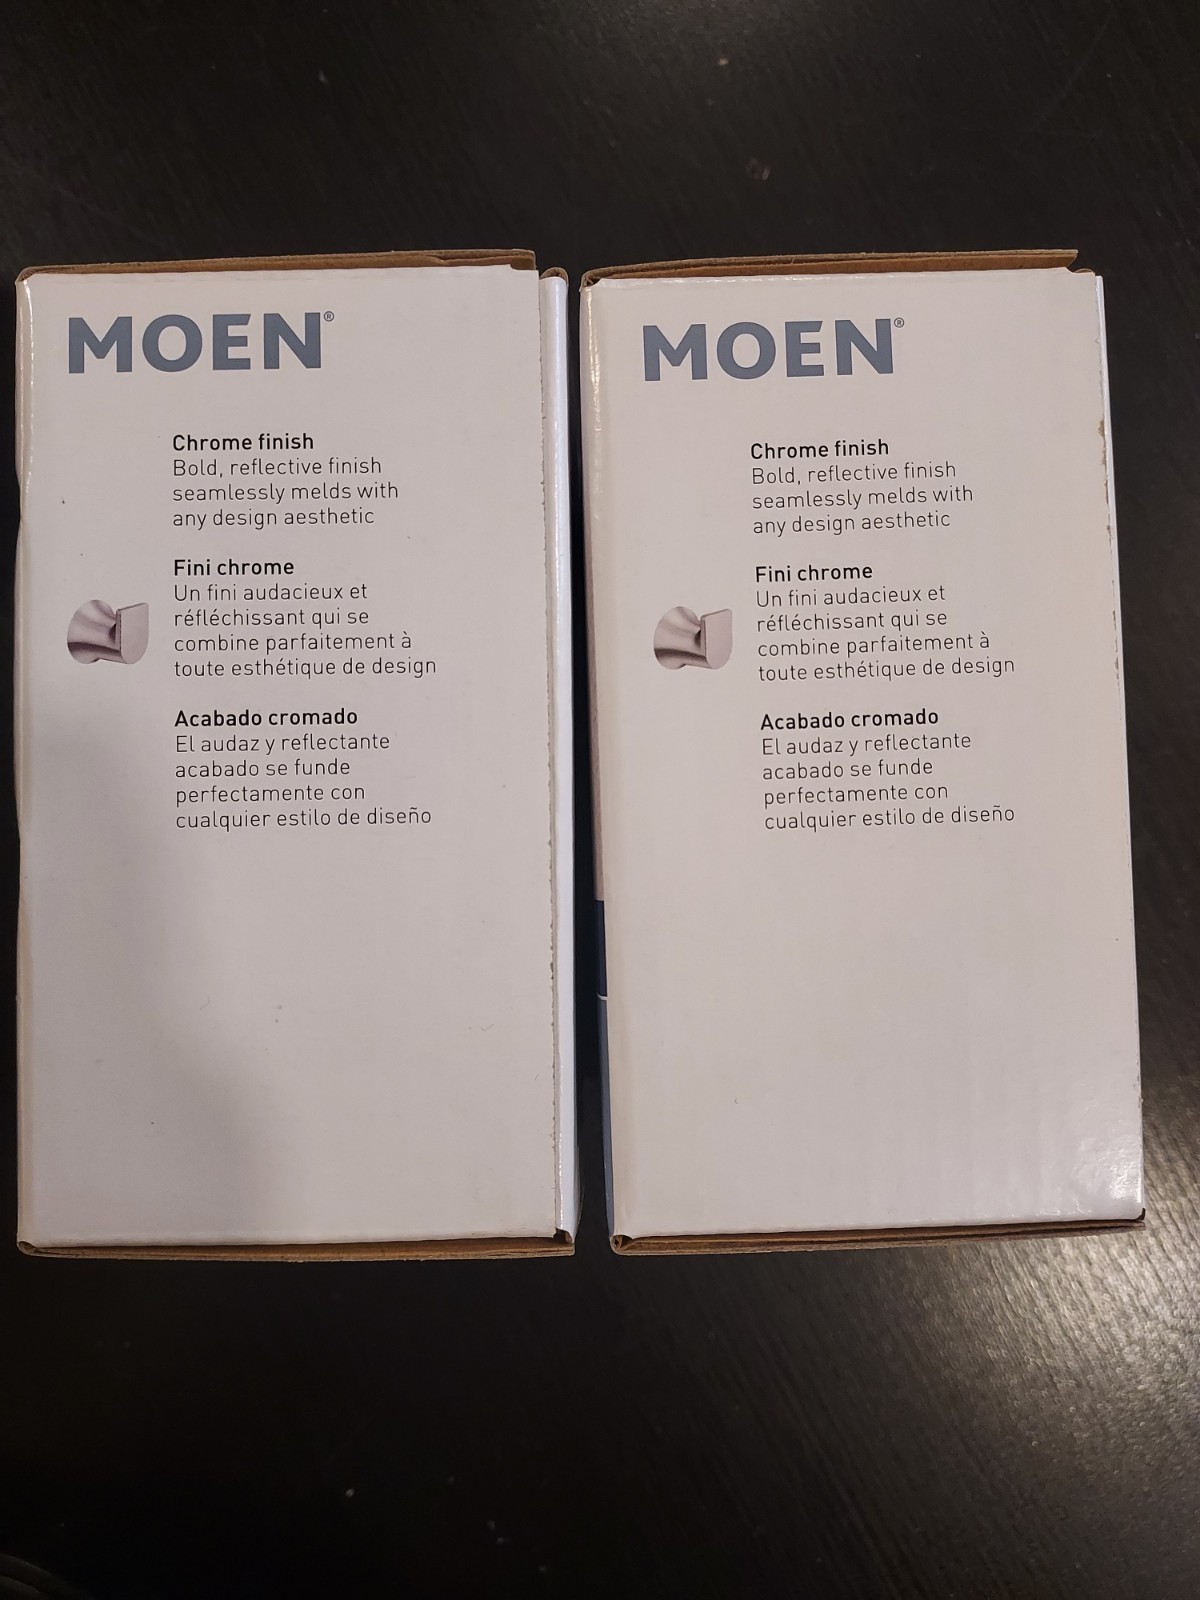 MOEN®
Chrome finish
Bold, reflective finish
seamlessly melds with
any design aesthetic
Fini chrome
Un fini audacieux et
réfléchissant qui se
combine parfaitement à
toute esthétique de design
Acabado cromado
El audaz y reflectante
acabado se funde
perfectamente con
cualquier estilo de diseño
MOEN®
Chrome finish
Bold, reflective finish
seamlessly melds with
any design aesthetic
Fini chrome
Un fini audacieux et
réfléchissant qui se
combine parfaitement à
toute esthétique de design
Acabado cromado
El audaz y reflectante
acabado se funde
perfectamente con
cualquier estilo de diseño